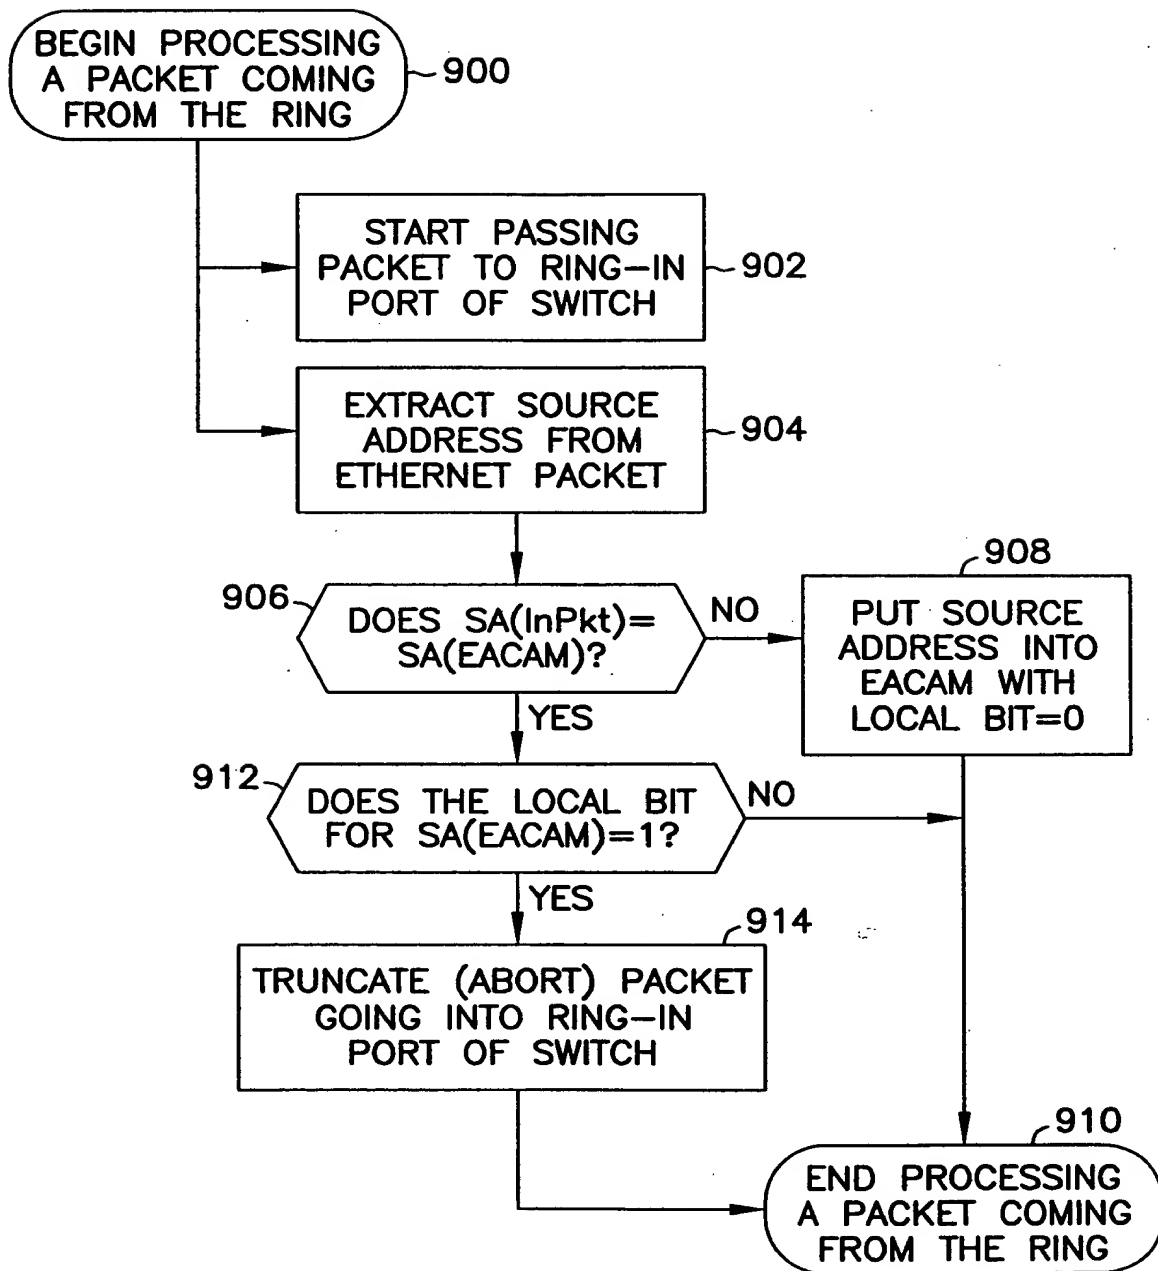 BEGIN PROCESSING
A PACKET COMING
FROM THE RING
900
START PASSING
PACKET TO RING-IN
PORT OF SWITCH
902
EXTRACT SOURCE
ADDRESS FROM
ETHERNET PACKET
904
906
DOES SA(InPkt)=
SA(EACAM)?
NO
YES
908
PUT SOURCE
ADDRESS INTO
EACAM WITH
LOCAL BIT=0
912
DOES THE LOCAL BIT
FOR SA(EACAM)=1?
NO
YES
914
TRUNCATE (ABORT) PACKET
GOING INTO RING-IN
PORT OF SWITCH
910
END PROCESSING
A PACKET COMING
FROM THE RING